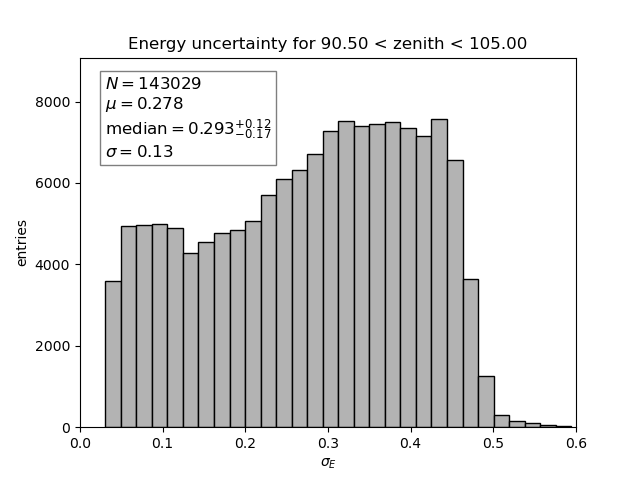 Energy uncertainty for 90.50 < zenith < 105.00
N = 143029
μ = 0.278
median = 0.293 +0.12 −0.17
σ = 0.13
8000
6000
4000
2000
0
entries
0.0 0.1 0.2 0.3 0.4 0.5 0.6
σ_E